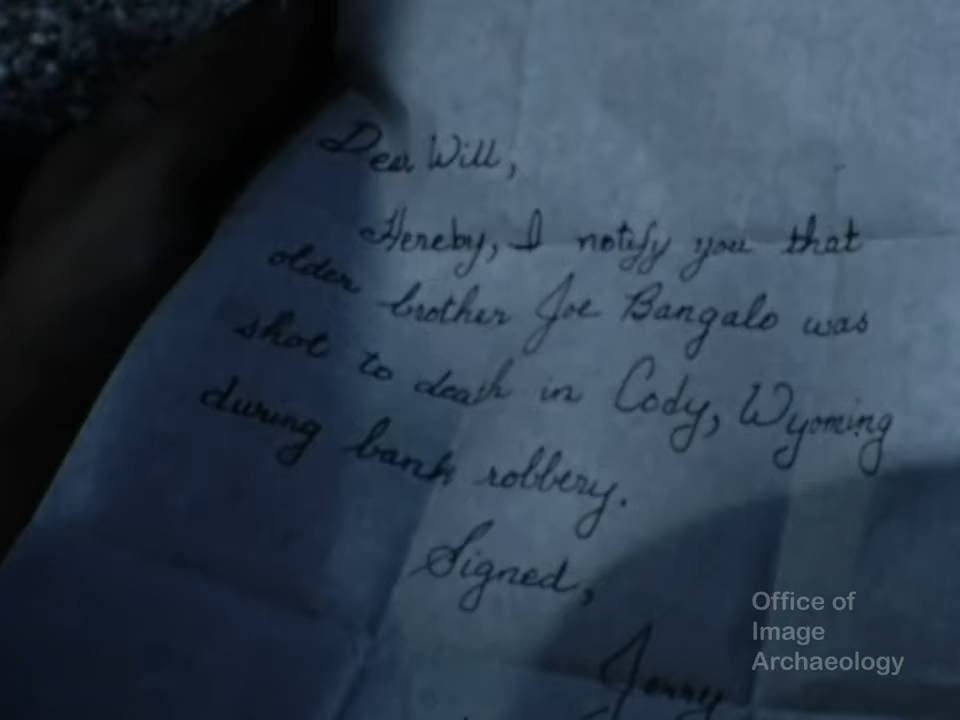 Dear Will,
Hereby, I notify you that
older brother Joe Bangalo was
shot to death in Cody, Wyoming
during bank robbery.
Signed,
Jenny
Office of
Image
Archaeology